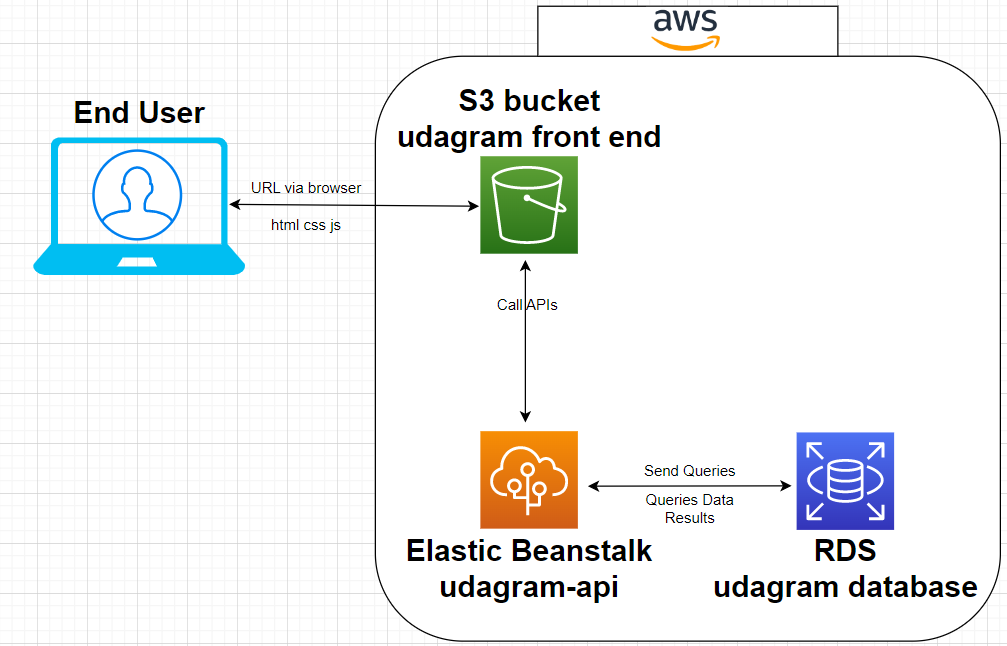 aws
End User
S3 bucket
udagram front end
URL via browser
html css js
Call APIs
Send Queries
Queries Data
Results
Elastic Beanstalk
udagram-api
RDS
udagram database